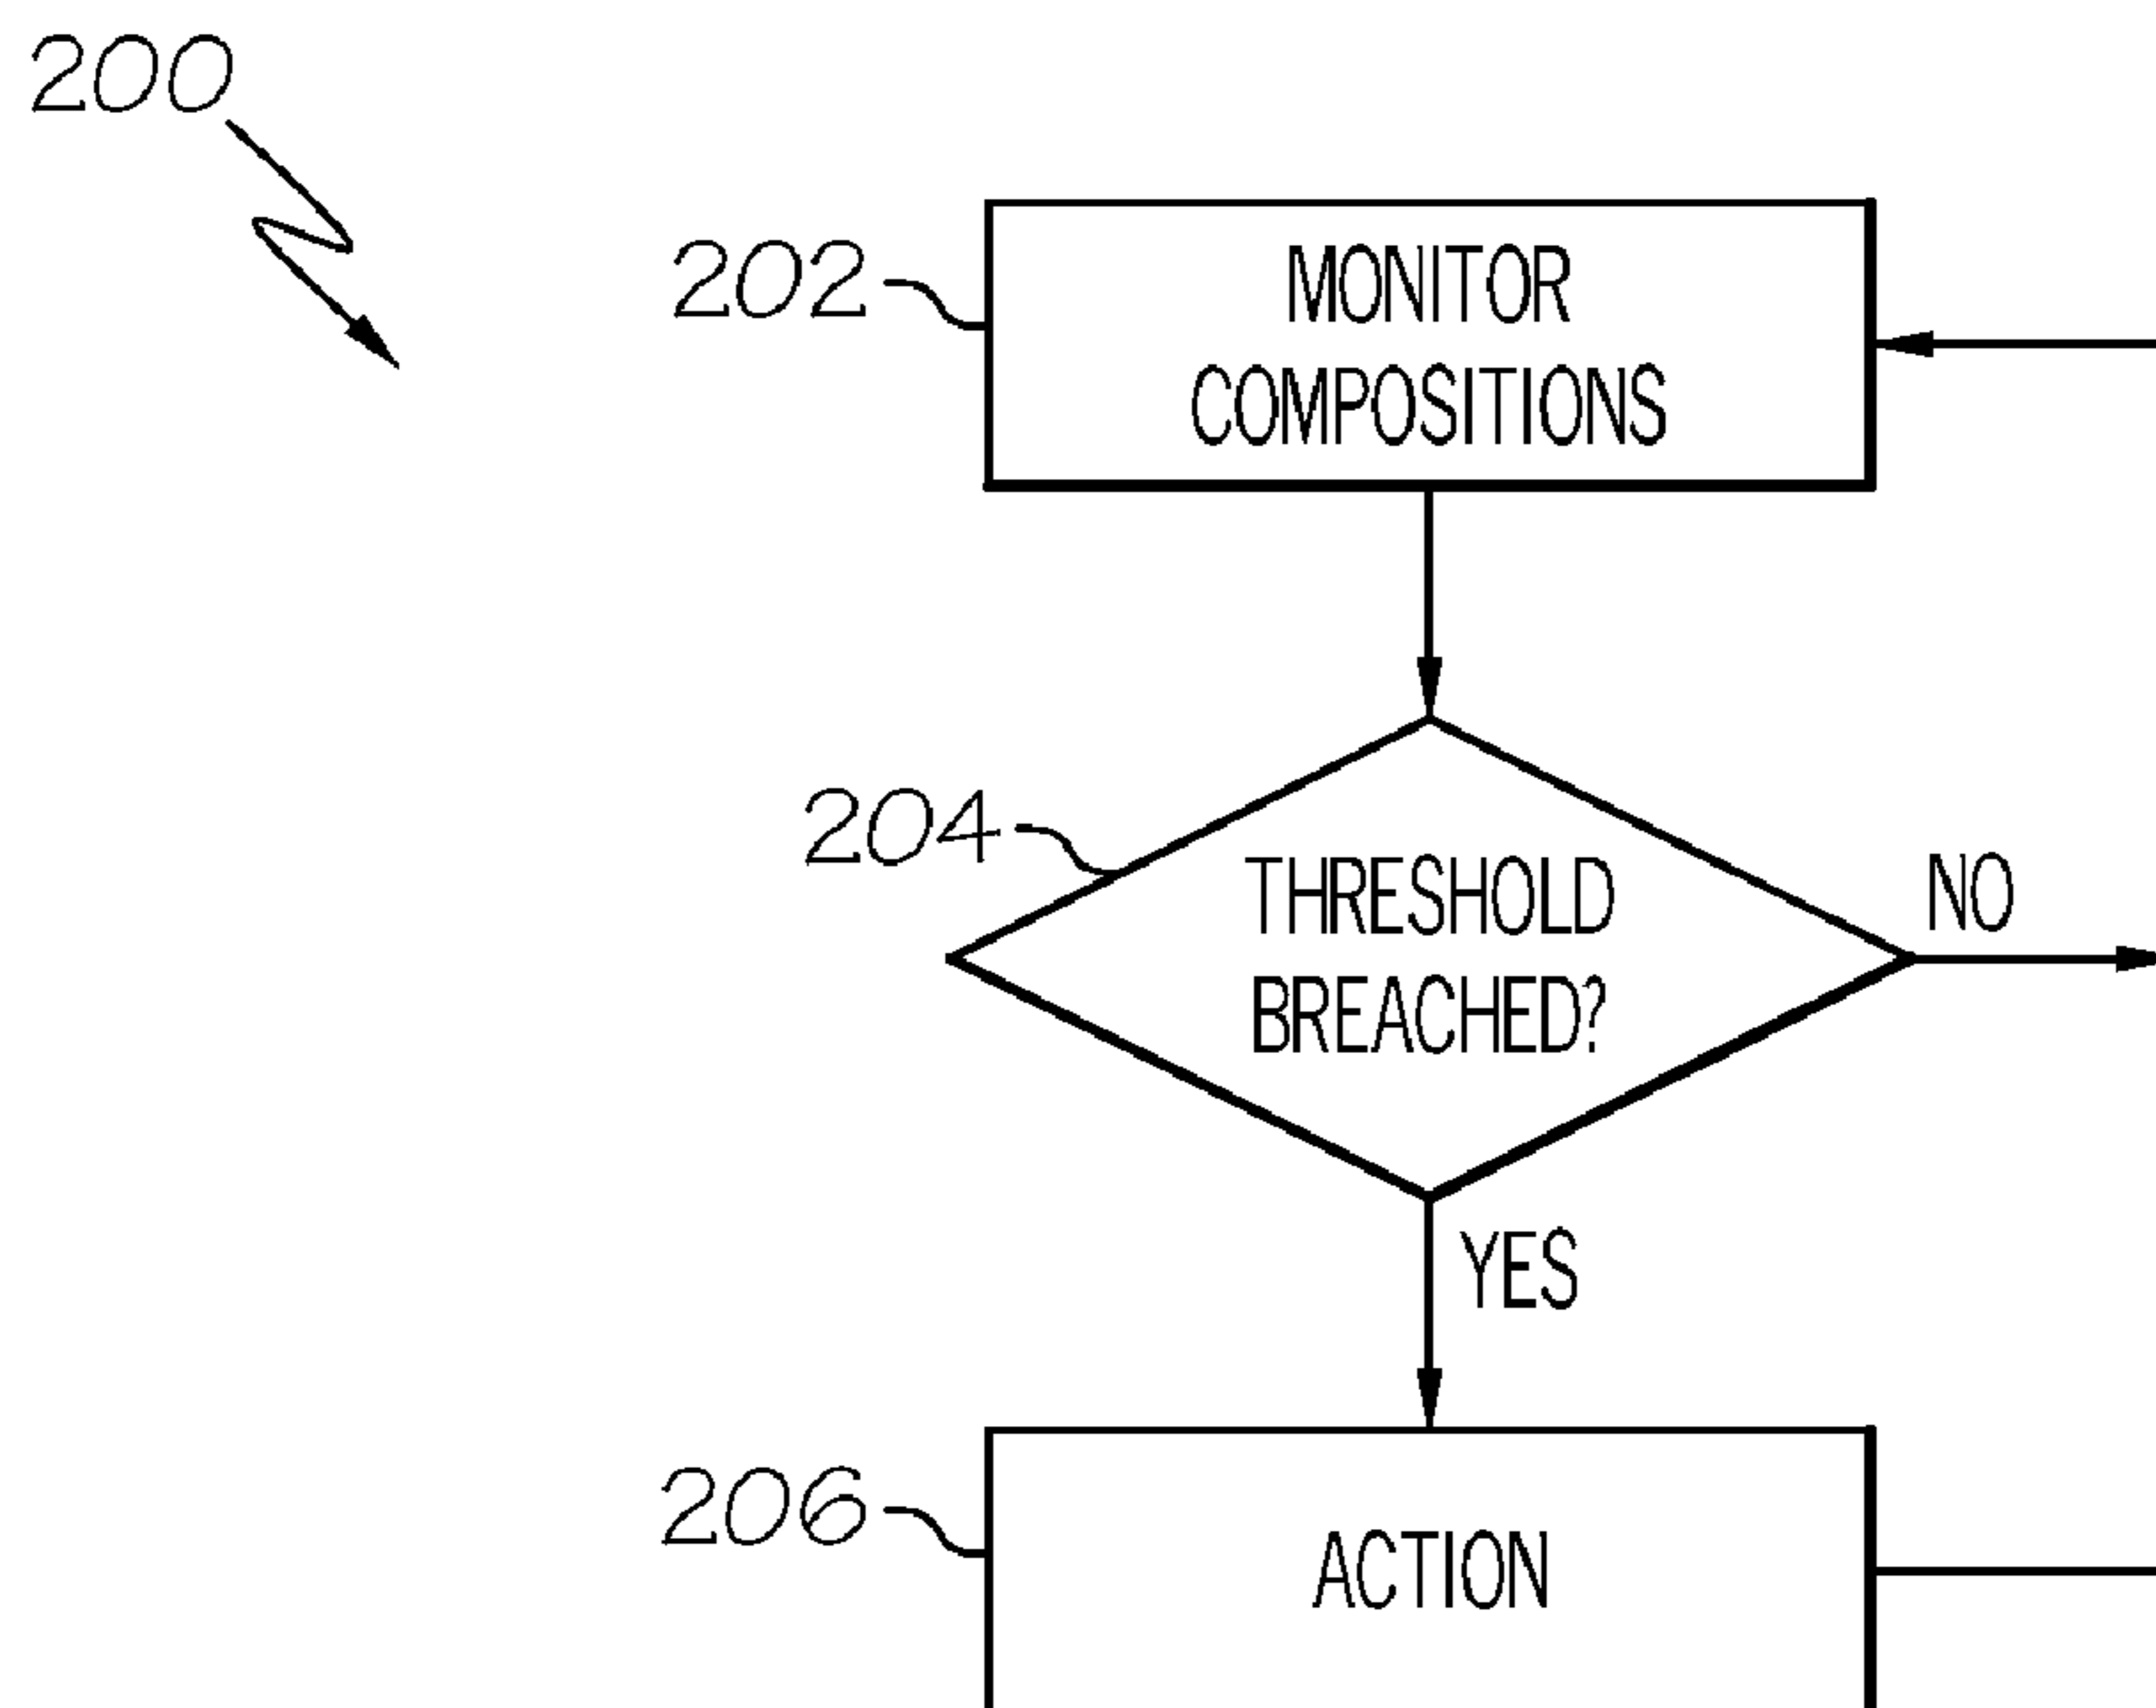 200
202
MONITOR
COMPOSITIONS
204
THRESHOLD
BREACHED?
NO
YES
206
ACTION